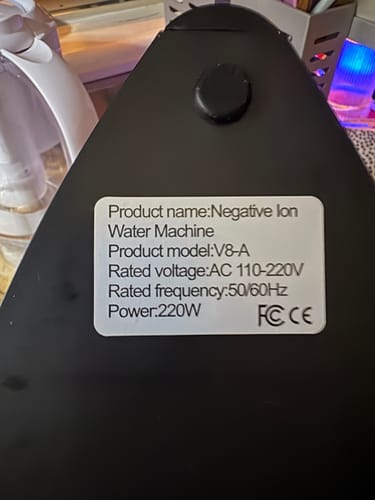 Product name:Negative Ion
Water Machine
Product model:V8-A
Rated voltage:AC 110-220V
Rated frequency:50/60Hz
Power:220W FC CE